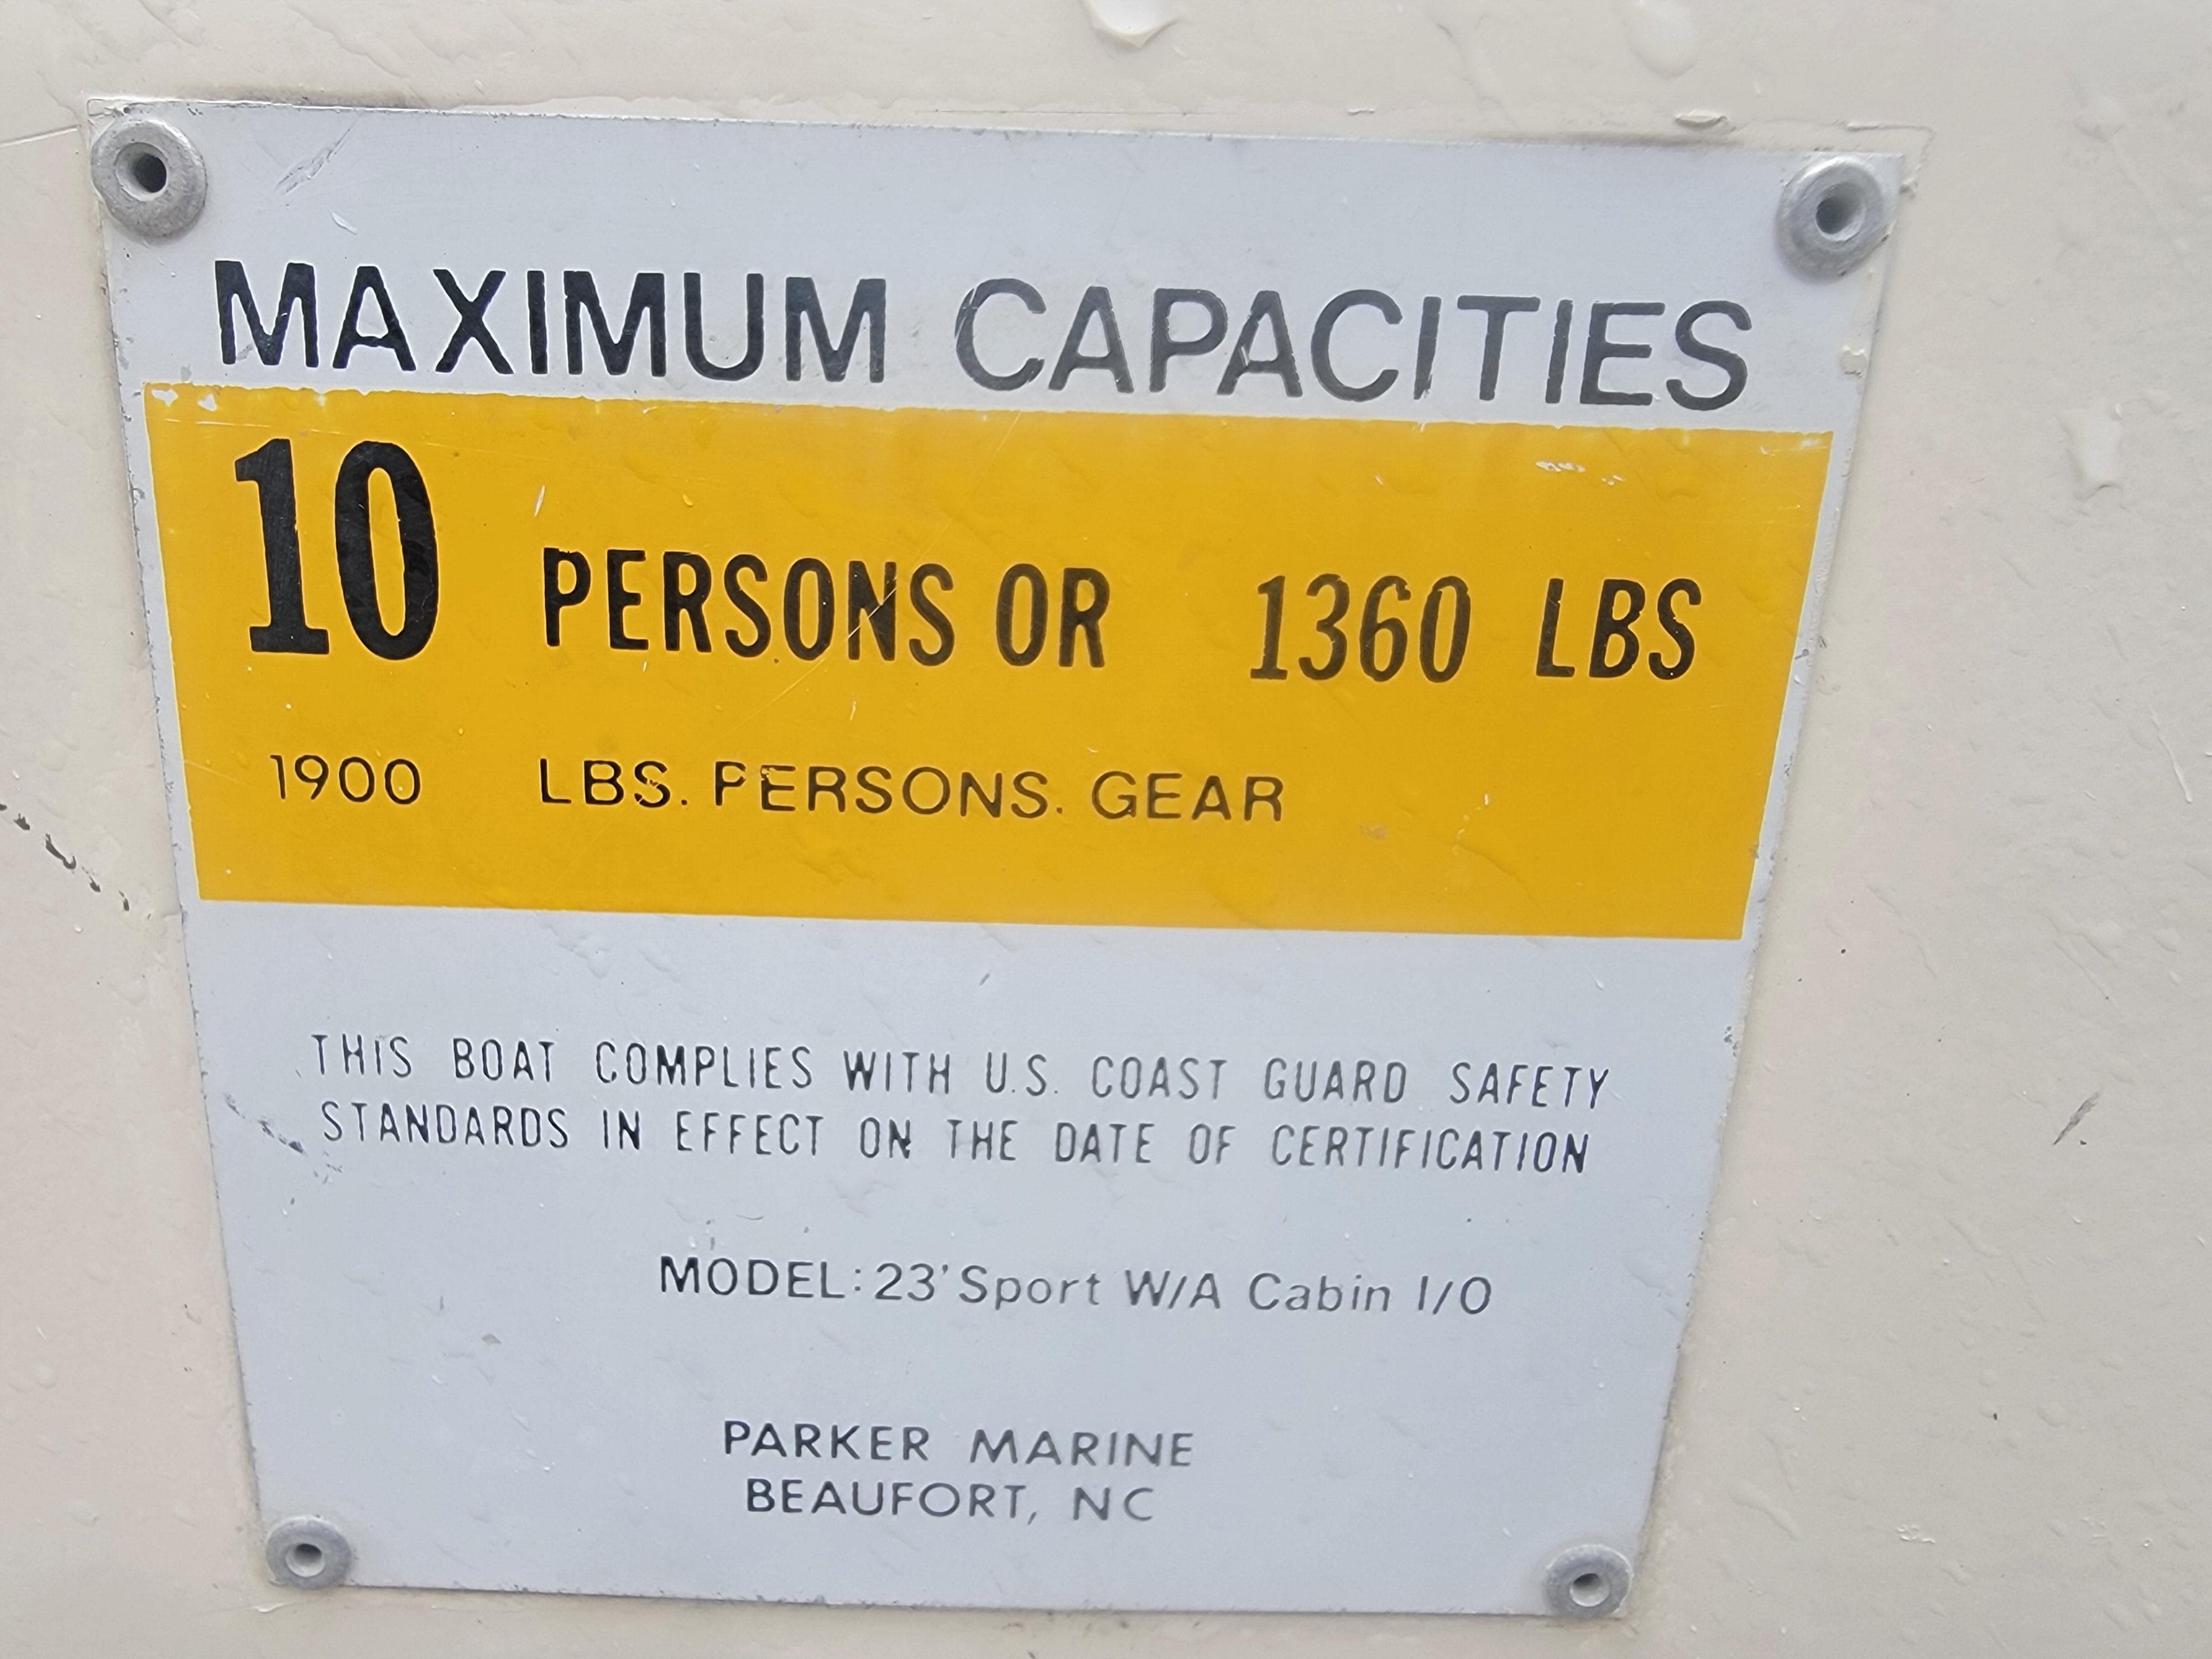 MAXIMUM CAPACITIES
10 PERSONS OR 1360 LBS
1900 LBS. PERSONS. GEAR
THIS BOAT COMPLIES WITH U.S. COAST GUARD SAFETY
STANDARDS IN EFFECT ON THE DATE OF CERTIFICATION
MODEL: 23' Sport W/A Cabin I/O
PARKER MARINE
BEAUFORT, NC